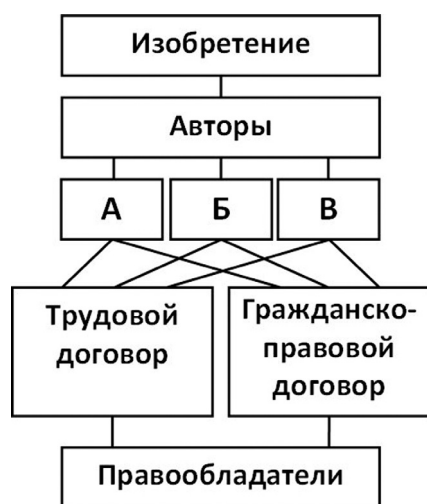 Изобретение
Авторы
А Б В
Трудовой
договор
Гражданско-
правовой
договор
Правообладатели